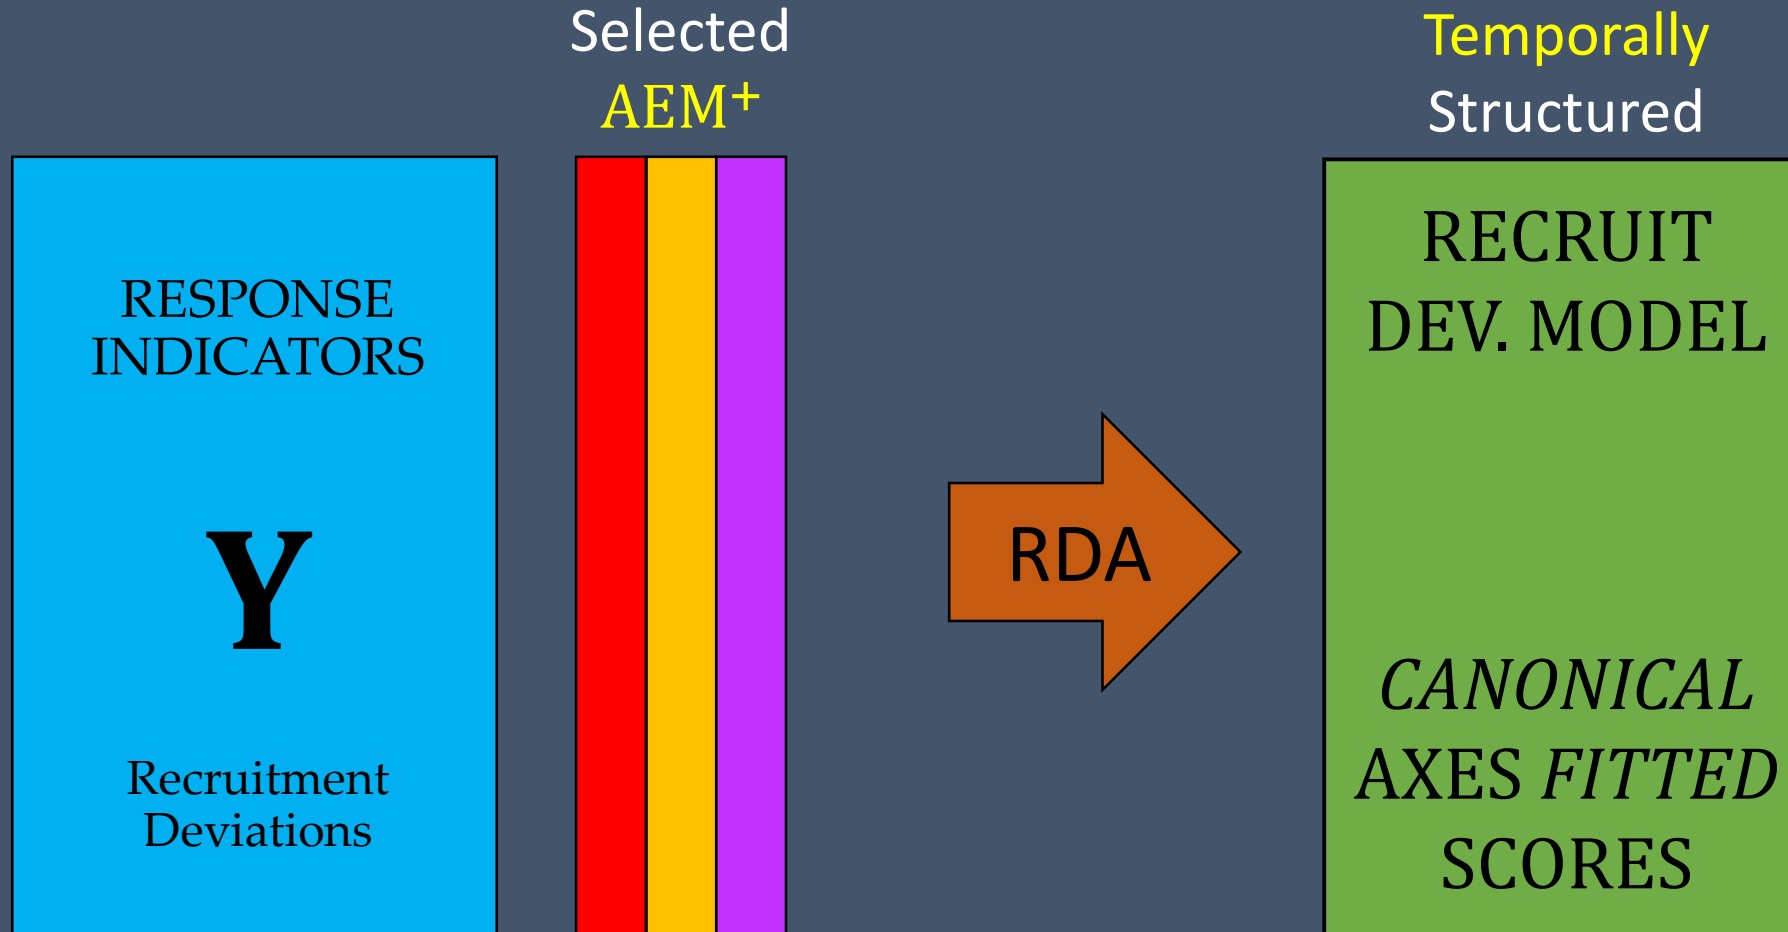 Selected
AEM⁺
Temporally
Structured
RESPONSE
INDICATORS
Y
Recruitment
Deviations
RDA
RECRUIT
DEV. MODEL
CANONICAL
AXES FITTED
SCORES